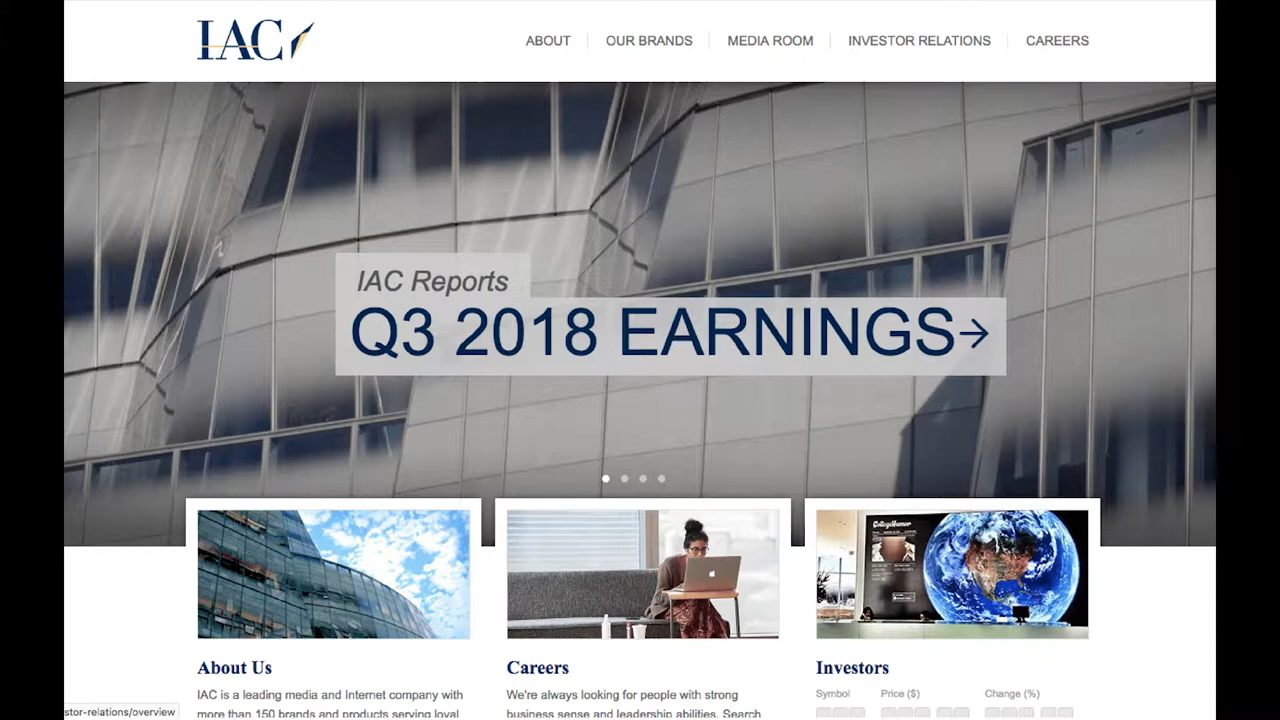 IAC
ABOUT
OUR BRANDS
MEDIA ROOM
INVESTOR RELATIONS
CAREERS
IAC Reports
Q3 2018 EARNINGS→
CollegeHumor
About Us
IAC is a leading media and Internet company with
more than 150 brands and products serving loyal
Careers
We're always looking for people with strong
business sense and leadership abilities. Search
Investors
Symbol Price ($) Change (%)
stor-relations/overview